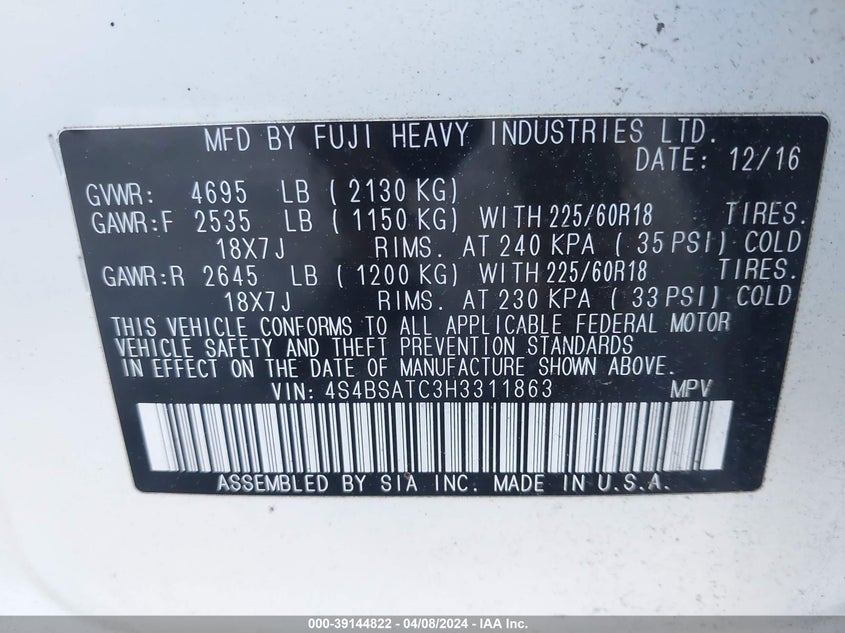 MFD BY FUJI HEAVY INDUSTRIES LTD.
DATE: 12/16
GVWR: 4695 LB ( 2130 KG)
GAWR:F 2535 LB ( 1150 KG) WITH 225/60R18 TIRES.
18X7J RIMS. AT 240 KPA ( 35 PSI) COLD
GAWR:R 2645 LB ( 1200 KG) WITH 225/60R18 TIRES.
18X7J RIMS. AT 230 KPA ( 33 PSI) COLD
THIS VEHICLE CONFORMS TO ALL APPLICABLE FEDERAL MOTOR
VEHICLE SAFETY AND THEFT PREVENTION STANDARDS
IN EFFECT ON THE DATE OF MANUFACTURE SHOWN ABOVE.
VIN: 4S4BSATC3H3311863 MPV
ASSEMBLED BY SIA INC. MADE IN U.S.A.
000-39144822 - 04/08/2024 - IAA Inc.